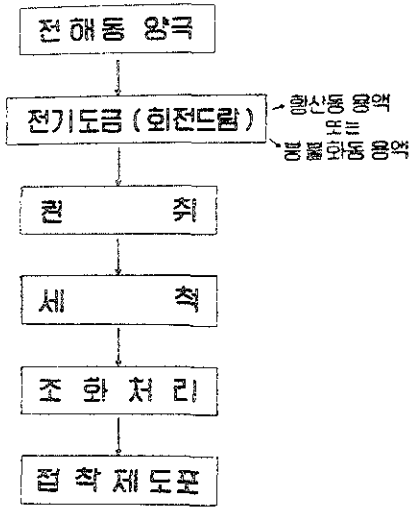 전해동 양극
전기도금 (회전드람)
황산동 용액
또는
붕불화동 용액
권 취
세 척
조 화 처 리
접 착 제 도 포